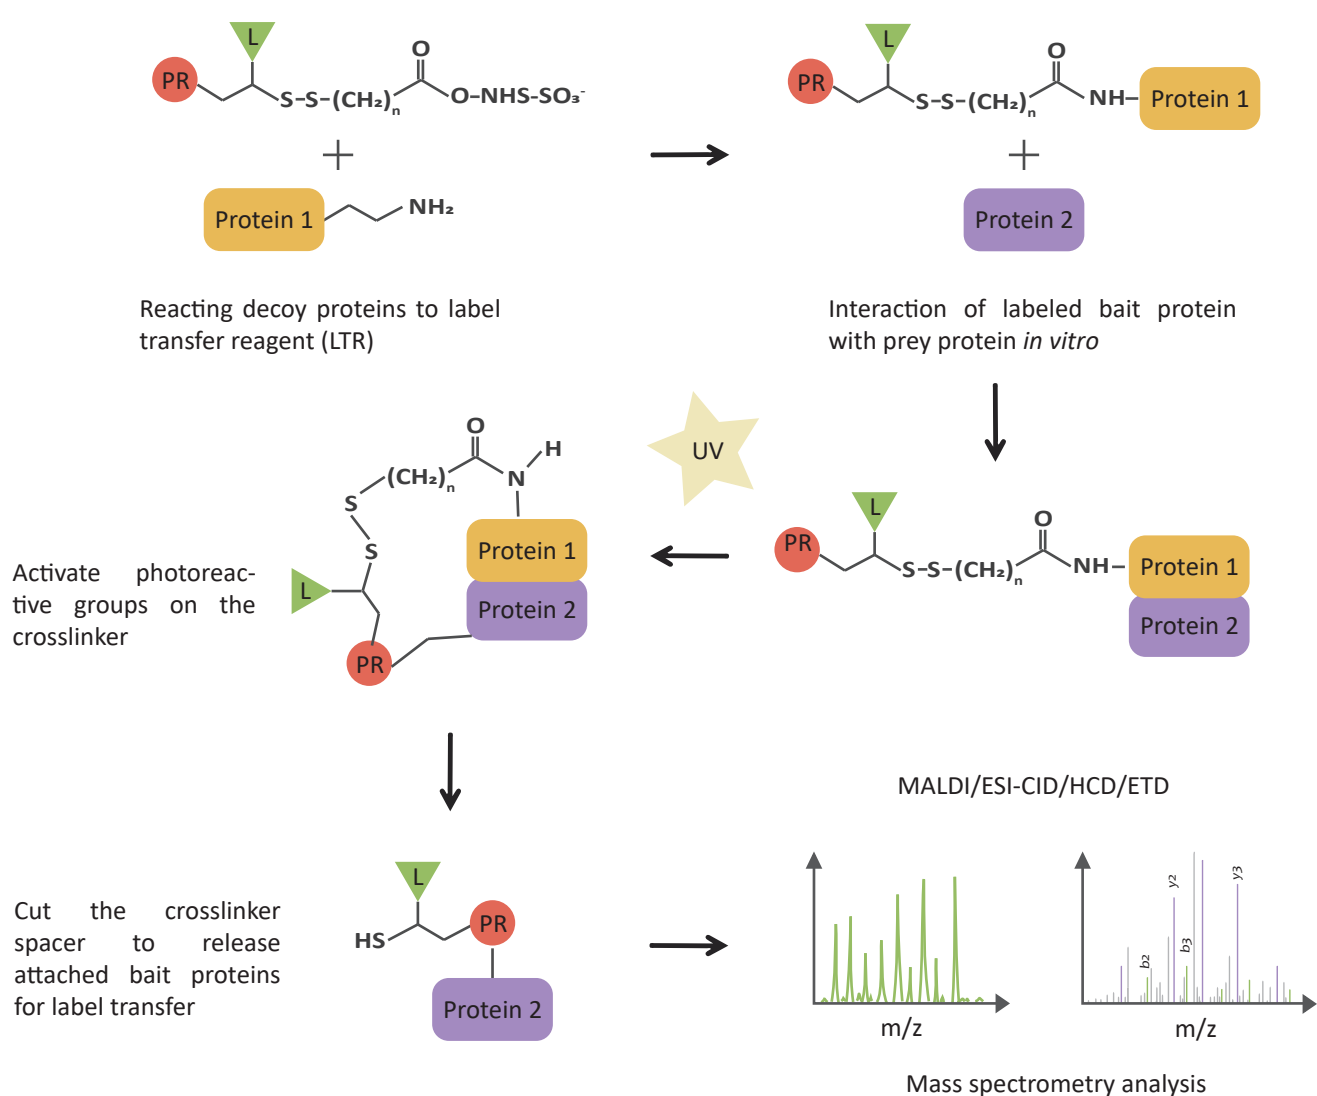 L
PR
O
S-S-(CH₂)n
O-NHS-SO₃⁻
+
Protein 1
NH₂
Reacting decoy proteins to label
transfer reagent (LTR)
L
PR
O
S-S-(CH₂)n
NH
Protein 1
+
Protein 2
Interaction of labeled bait protein
with prey protein in vitro
UV
L
PR
O
S-S-(CH₂)n
NH
Protein 1
Protein 2
O
H
(CH₂)n
N
S
S
L
Protein 1
Protein 2
PR
Activate photoreac-
tive groups on the
crosslinker
L
HS
PR
Protein 2
Cut the crosslinker
spacer to release
attached bait proteins
for label transfer
MALDI/ESI-CID/HCD/ETD
m/z
b2
y2
b3
y3
m/z
Mass spectrometry analysis